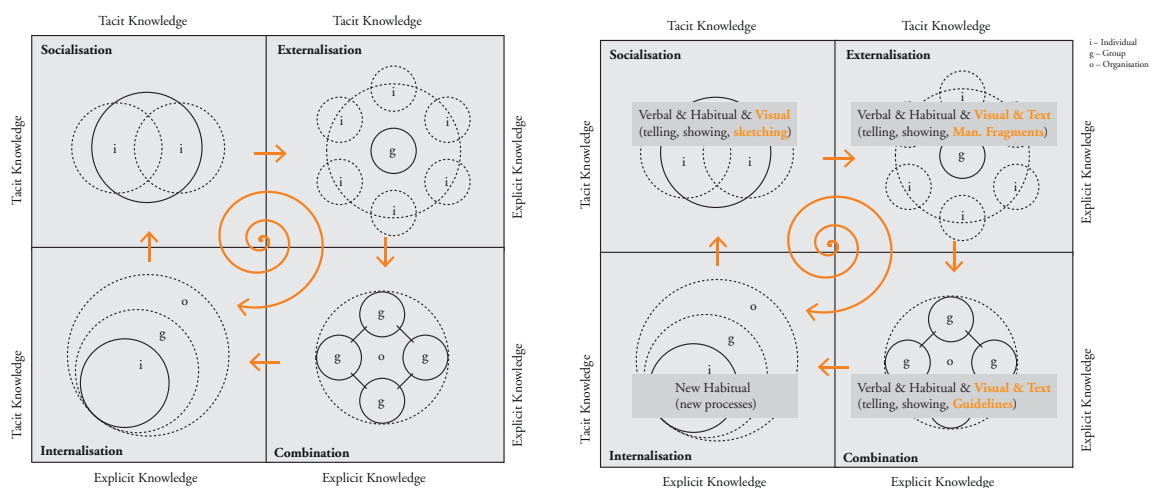 Tacit Knowledge
Tacit Knowledge
Socialisation
Externalisation
Tacit Knowledge
Explicit Knowledge
i
i
i
i
i
g
i
i
i
Tacit Knowledge
Explicit Knowledge
o
g
i
g
g
o
g
g
Internalisation
Combination
Explicit Knowledge
Explicit Knowledge
Tacit Knowledge
Tacit Knowledge
i – Individual
g – Group
o – Organisation
Socialisation
Externalisation
Tacit Knowledge
Explicit Knowledge
Verbal & Habitual & Visual
(telling, showing, sketching)
i
i
i
Verbal & Habitual & Visual & Text
(telling, showing, Man. Fragments)
g
i
i
i
Tacit Knowledge
Explicit Knowledge
o
g
i
New Habitual
(new processes)
g
g
o
g
Verbal & Habitual & Visual & Text
(telling, showing, Guidelines)
Internalisation
Combination
Explicit Knowledge
Explicit Knowledge